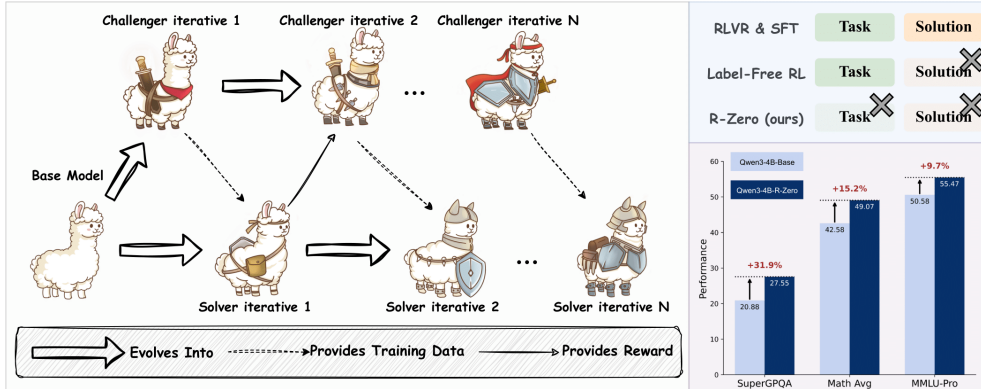 Challenger iterative 1
Challenger iterative 2
Challenger iterative N
...
Base Model
Solver iterative 1
Solver iterative 2
...
Solver iterative N
Evolves Into
Provides Training Data
Provides Reward
RLVR & SFT
Task
Solution
Label-Free RL
Task
Solution
R-Zero (ours)
Task
Solution
Performance
60
50
40
30
20
10
0
Qwen3-4B-Base
Qwen3-4B-R-Zero
+31.9%
20.88
27.55
+15.2%
42.58
49.07
+9.7%
50.58
55.47
SuperGPQA
Math Avg
MMLU-Pro